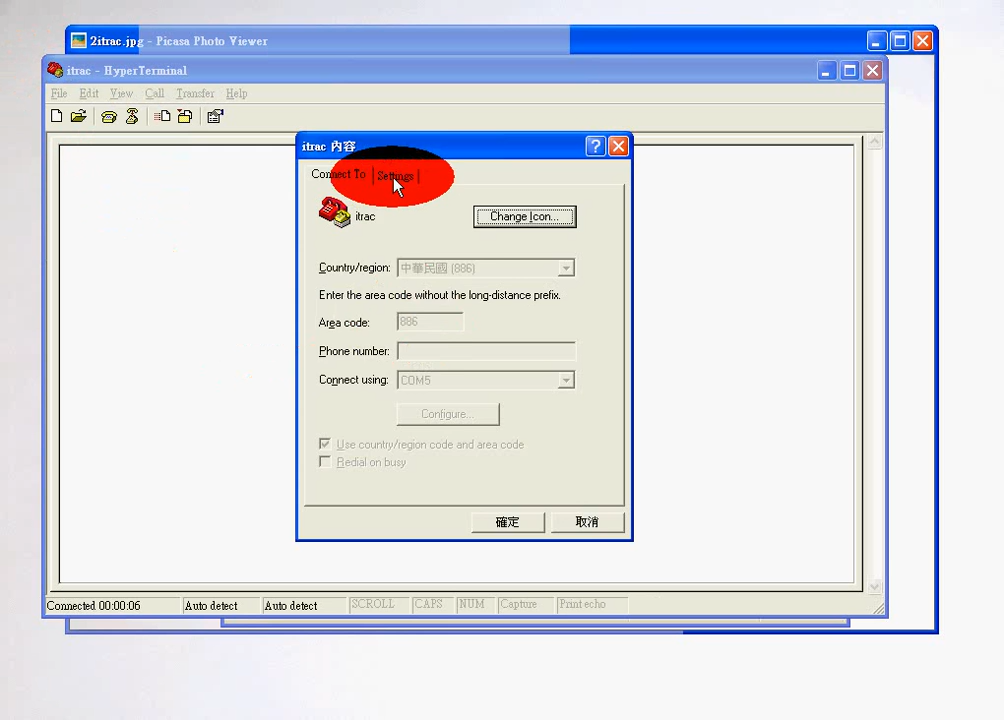 2itrac.jpg - Picasa Photo Viewer
itrac - HyperTerminal
File Edit View Call Transfer Help
itrac 內容
Connect To Settings
itrac
Change Icon...
Country/region: 中華民國 (886)
Enter the area code without the long-distance prefix.
Area code: 886
Phone number:
Connect using: COM5
Configure...
Use country/region code and area code
Redial on busy
確定 取消
Connected 00:00:06 Auto detect Auto detect SCROLL CAPS NUM Capture Print echo